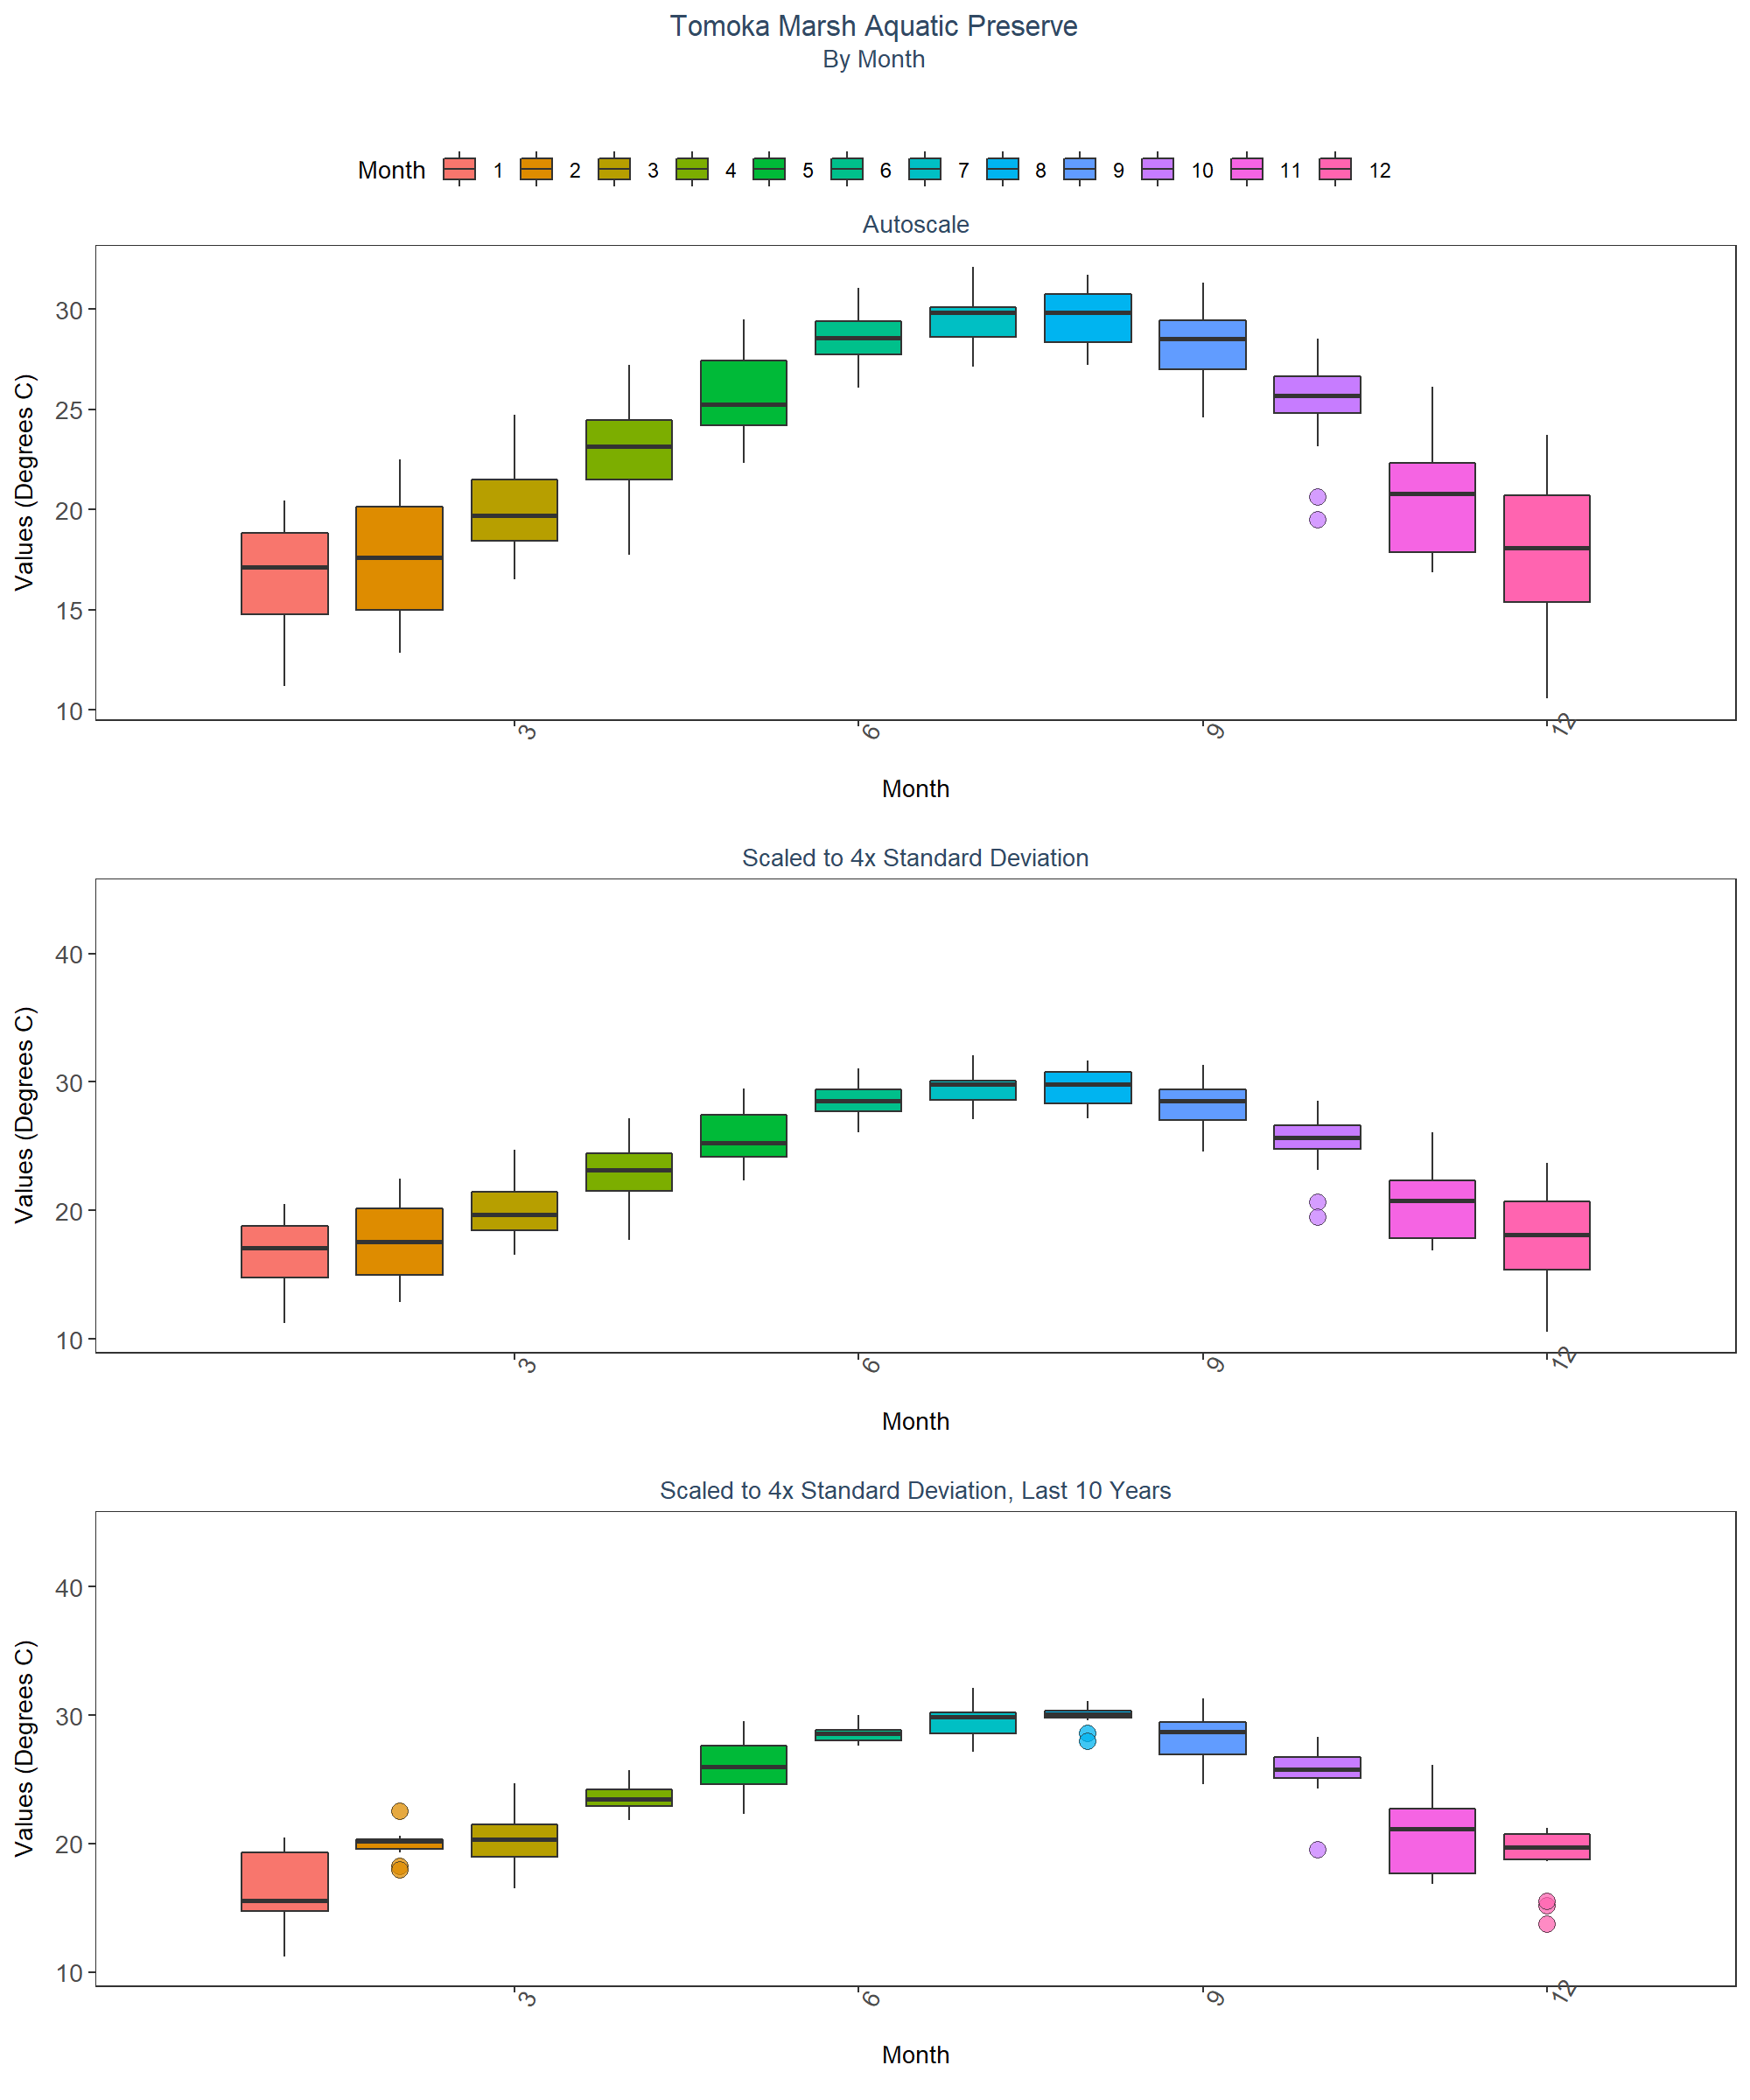 Tomoka Marsh Aquatic Preserve
By Month
Month 1 2 3 4 5 6 7 8 9 10 11 12
Autoscale
Values (Degrees C)
30
25
20
15
10
3 6 9 12
Month
Scaled to 4x Standard Deviation
Values (Degrees C)
40
30
20
10
3 6 9 12
Month
Scaled to 4x Standard Deviation, Last 10 Years
Values (Degrees C)
40
30
20
10
3 6 9 12
Month